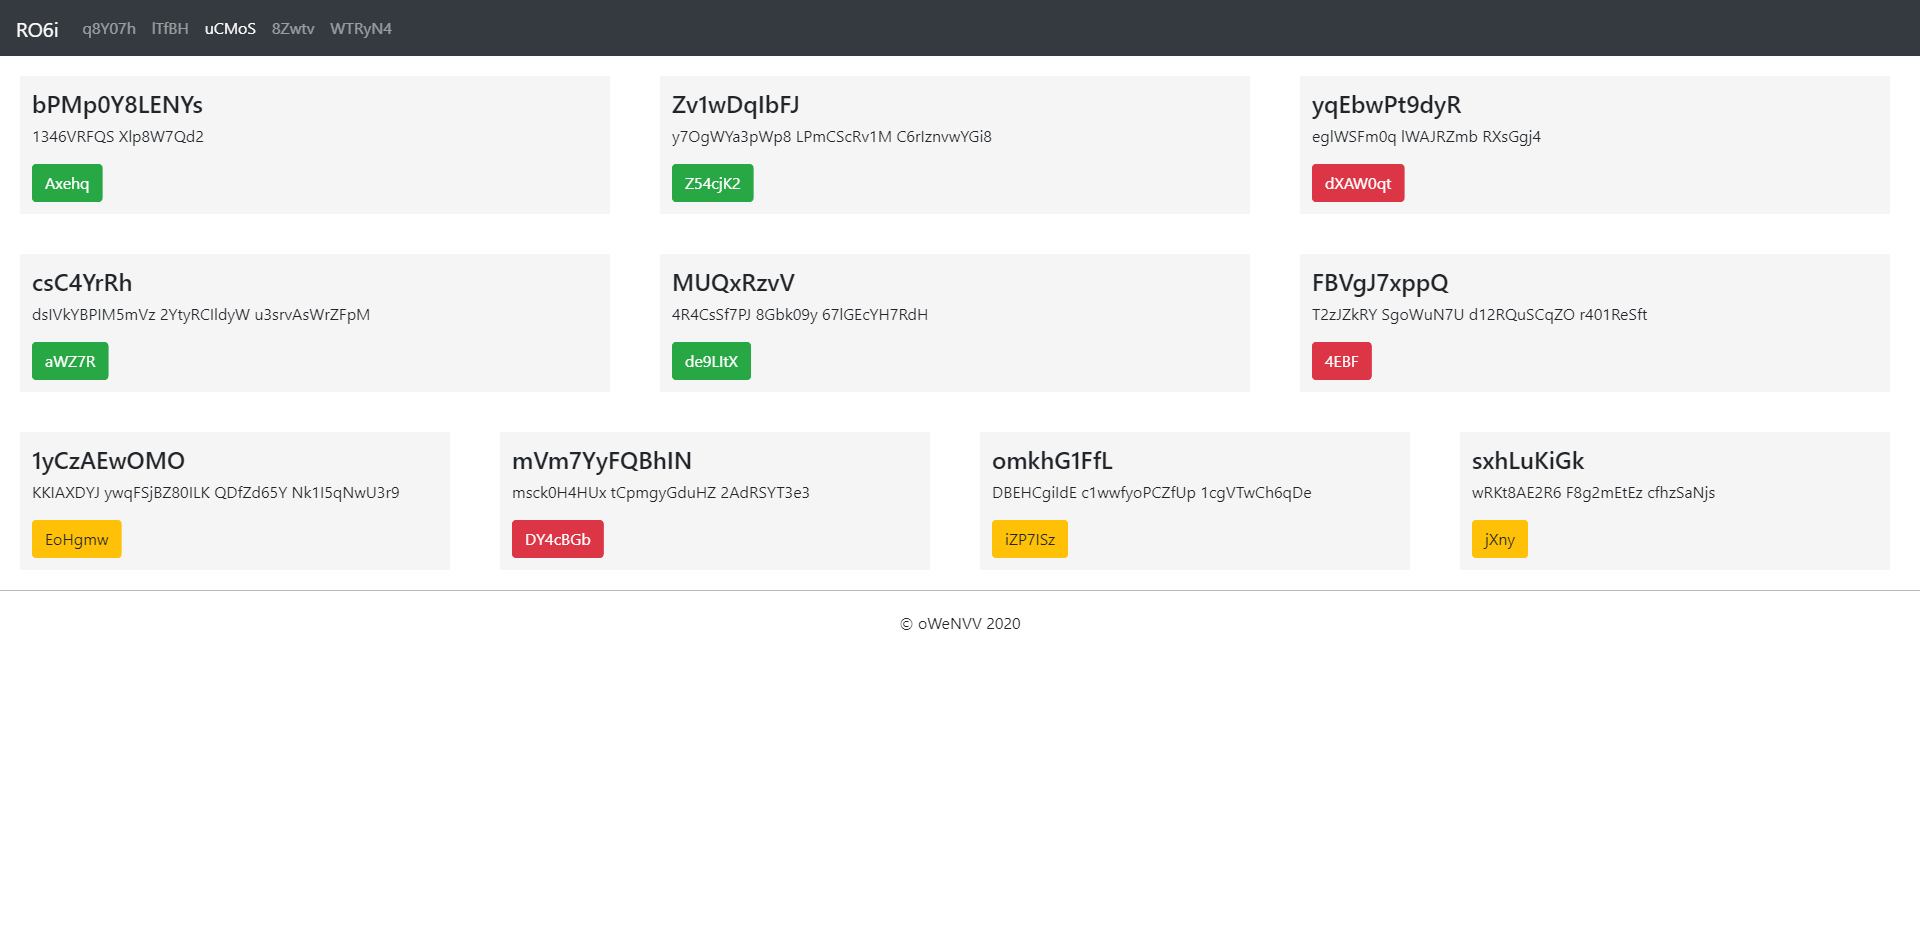 RO6i q8Y07h lTfBH uCMoS 8Zwtv WTRyN4
bPMp0Y8LENYs
1346VRFQS Xlp8W7Qd2
Axehq
Zv1wDqIbFJ
y7OgWYa3pWp8 LPmCScRv1M C6rIznvwYGi8
Z54cjK2
yqEbwPt9dyR
eglWSFm0q lWAJRZmb RXsGgj4
dXAW0qt
csC4YrRh
dsIVkYBPIM5mVz 2YtyRCIldyW u3srvAsWrZFpM
aWZ7R
MUQxRzvV
4R4CsSf7PJ 8Gbk09y 67lGEcYH7RdH
de9LItX
FBVgJ7xppQ
T2zJZkRY SgoWuN7U d12RQuSCqZO r401ReSft
4EBF
1yCzAEwOMO
KKIAXDYJ ywqFSjBZ80ILK QDfZd65Y Nk1I5qNwU3r9
EoHgmw
mVm7YyFQBhIN
msck0H4HUx tCpmgyGduHZ 2AdRSYT3e3
DY4cBGb
omkhG1FfL
DBEHCgiIdE c1wwfyoPCZfUp 1cgVTwCh6qDe
iZP7ISz
sxhLuKiGk
wRKt8AE2R6 F8g2mEtEz cfhzSaNjs
jXny
© oWeNVV 2020